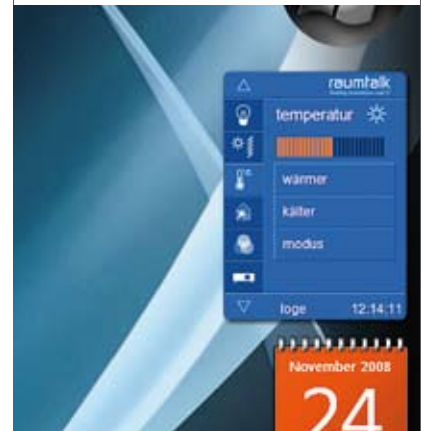 raumtalk
temperatur
wärmer
kälter
modus
loge 12:14:11
November 2008
24